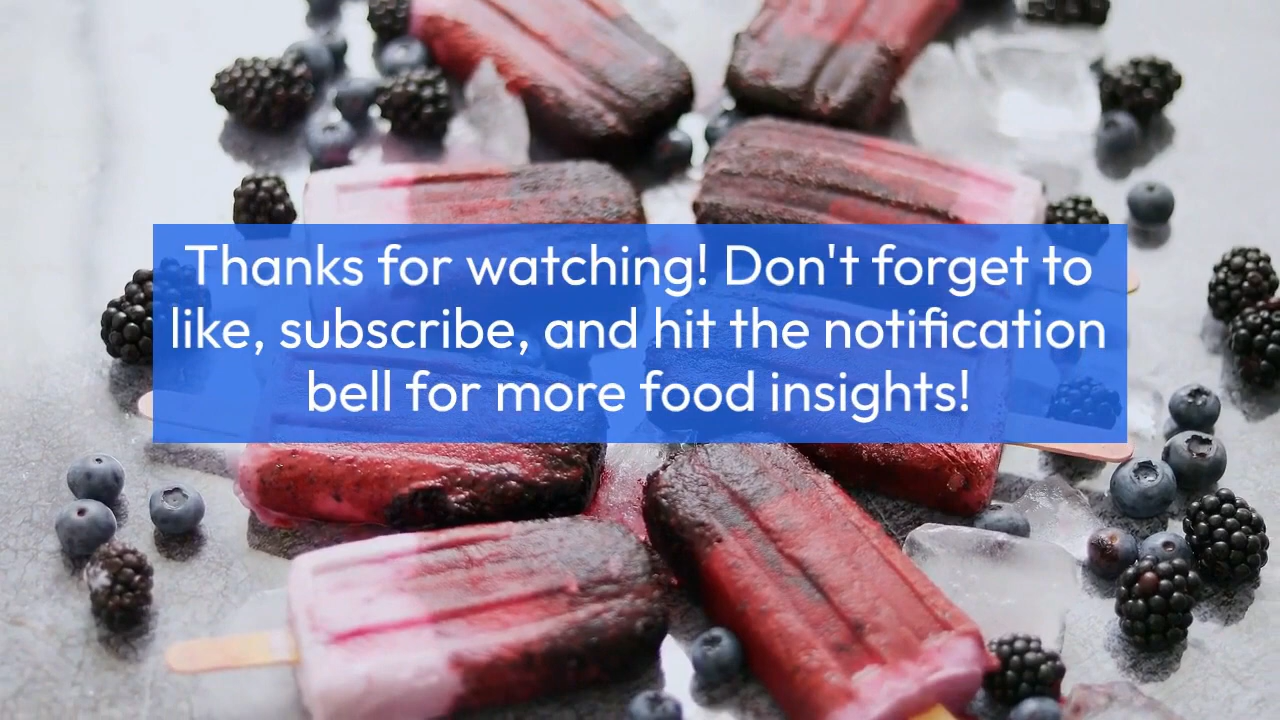 Thanks for watching! Don't forget to
like, subscribe, and hit the notification
bell for more food insights!